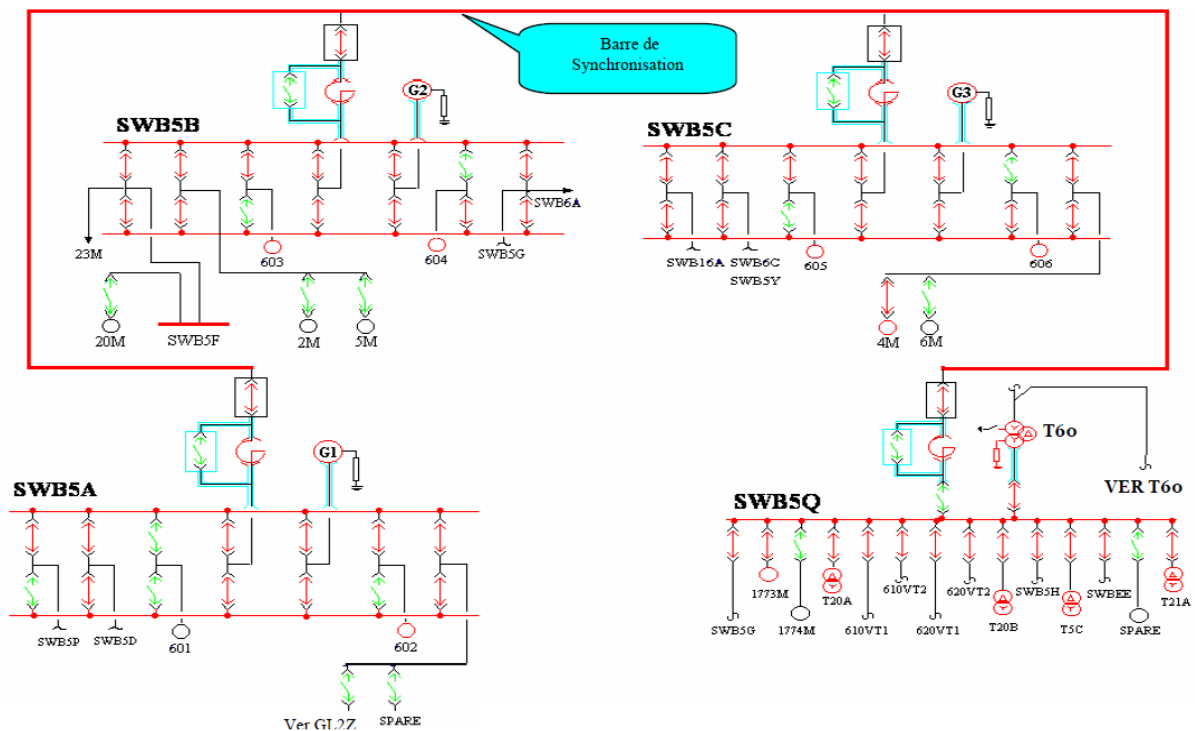 Barre de
Synchronisation
G2
G3
SWB5B
SWB5C
SWB6A
23M
603
604
SWB5G
SWB16A
SWB6C
SWB5Y
605
606
20M
SWB5F
2M
5M
4M
6M
G1
T6o
SWB5A
SWB5Q
VER T6o
SWB5P
SWB5D
601
602
SWB5G
1773M
1774M
T20A
610VT1
610VT2
620VT1
620VT2
T20B
SWB5H
T5C
SWBEE
SPARE
T21A
Ver GL2Z
SPARE